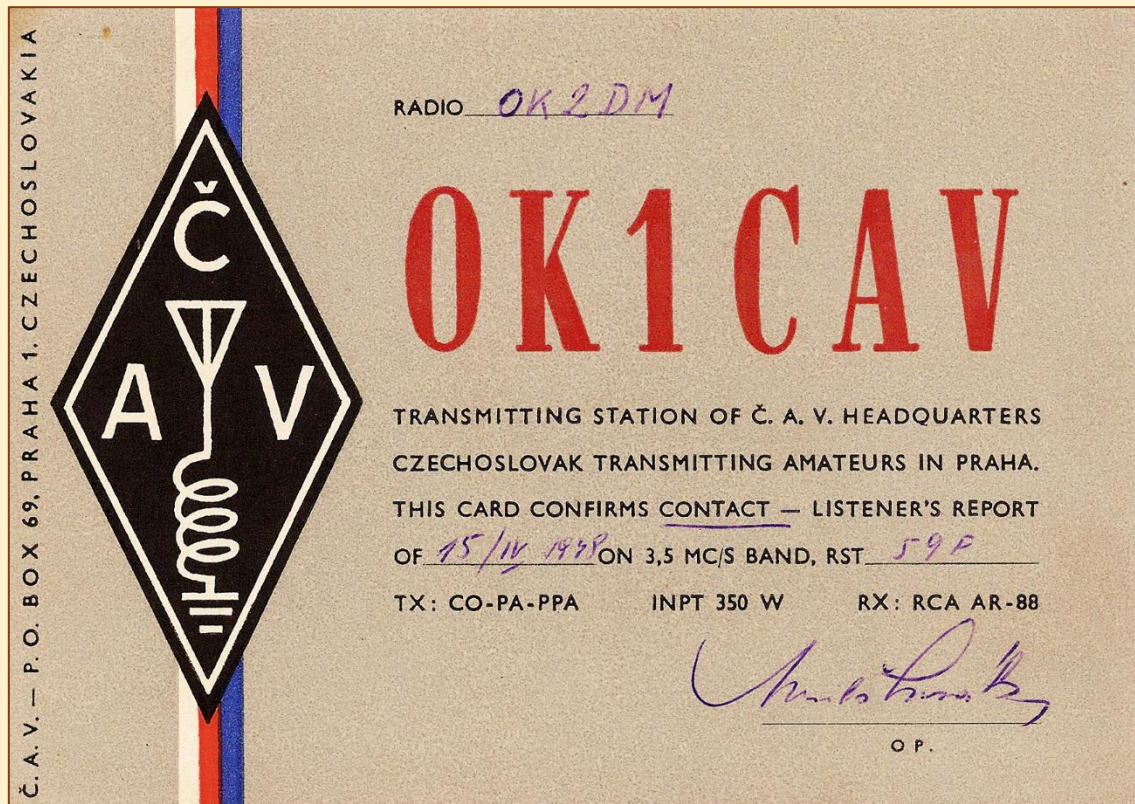 Č. A. V. — P. O. BOX 69, PRAHA 1. CZECHOSLOVAKIA
Č
A V
RADIO OK2DM
OK1CAV
TRANSMITTING STATION OF Č. A. V. HEADQUARTERS
CZECHOSLOVAK TRANSMITTING AMATEURS IN PRAHA.
THIS CARD CONFIRMS CONTACT — LISTENER'S REPORT
OF 15/IV 1948 ON 3,5 MC/S BAND, RST 59F
TX: CO-PA-PPA INPT 350 W RX: RCA AR-88
OP.